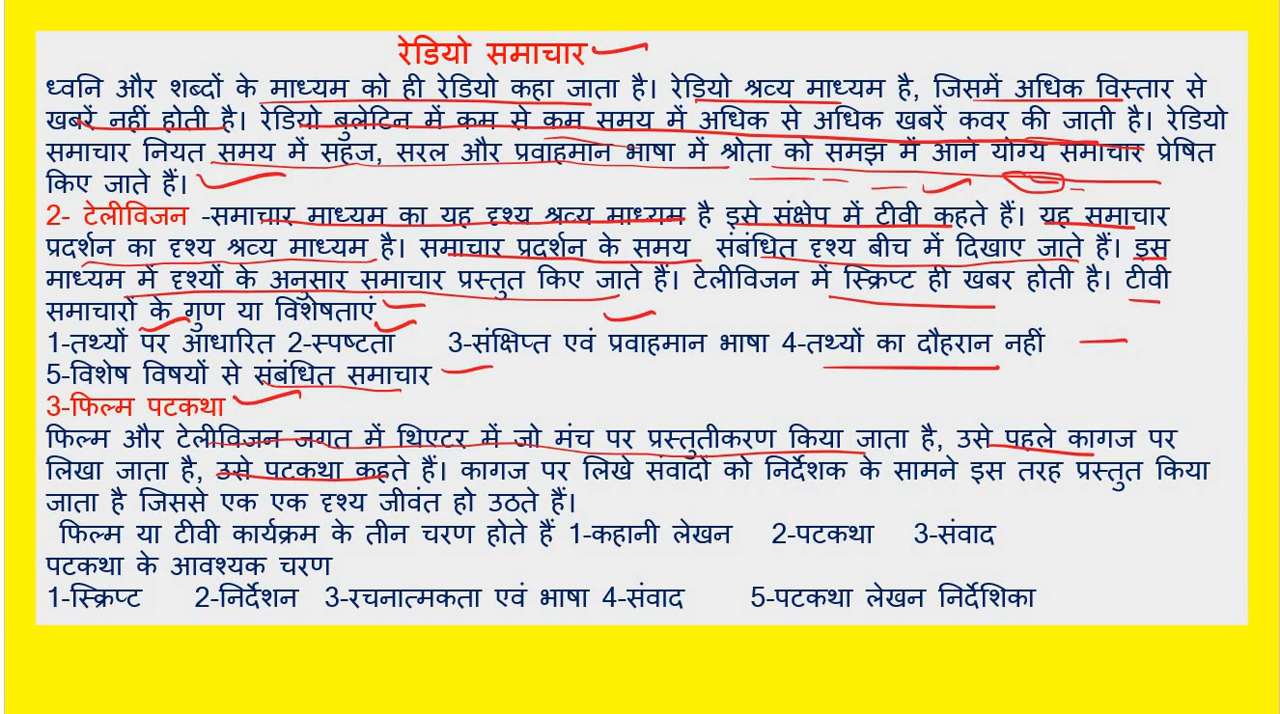 रेडियो समाचार
ध्वनि और शब्दों के माध्यम को ही रेडियो कहा जाता है। रेडियो श्रव्य माध्यम है, जिसमें अधिक विस्तार से
खबरें नहीं होती है। रेडियो बुलेटिन में कम से कम समय में अधिक से अधिक खबरें कवर की जाती है। रेडियो
समाचार नियत समय में सहज, सरल और प्रवाहमान भाषा में श्रोता को समझ में आने योग्य समाचार प्रेषित
किए जाते हैं।
2- टेलीविजन -समाचार माध्यम का यह दृश्य श्रव्य माध्यम है इसे संक्षेप में टीवी कहते हैं। यह समाचार
प्रदर्शन का दृश्य श्रव्य माध्यम है। समाचार प्रदर्शन के समय संबंधित दृश्य बीच में दिखाए जाते हैं। इस
माध्यम में दृश्यों के अनुसार समाचार प्रस्तुत किए जाते हैं। टेलीविजन में स्क्रिप्ट ही खबर होती है। टीवी
समाचारों के गुण या विशेषताएं
1-तथ्यों पर आधारित 2-स्पष्टता 3-संक्षिप्त एवं प्रवाहमान भाषा 4-तथ्यों का दौहरान नहीं
5-विशेष विषयों से संबंधित समाचार
3-फिल्म पटकथा
फिल्म और टेलीविजन जगत में थिएटर में जो मंच पर प्रस्तुतीकरण किया जाता है, उसे पहले कागज पर
लिखा जाता है, उसे पटकथा कहते हैं। कागज पर लिखे संवादों को निर्देशक के सामने इस तरह प्रस्तुत किया
जाता है जिससे एक एक दृश्य जीवंत हो उठते हैं।
फिल्म या टीवी कार्यक्रम के तीन चरण होते हैं 1-कहानी लेखन 2-पटकथा 3-संवाद
पटकथा के आवश्यक चरण
1-स्क्रिप्ट 2-निर्देशन 3-रचनात्मकता एवं भाषा 4-संवाद 5-पटकथा लेखन निर्देशिका